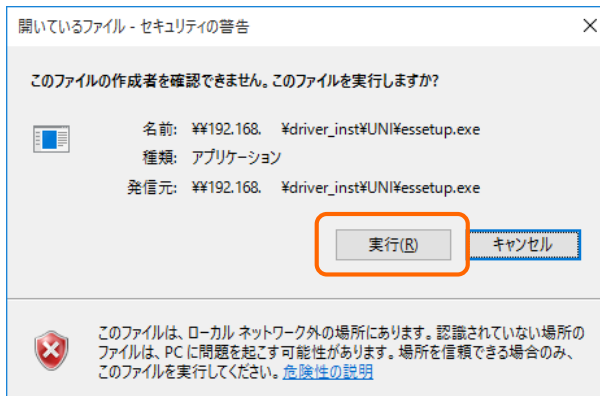 開いているファイル - セキュリティの警告
このファイルの作成者を確認できません。このファイルを実行しますか?
名前: ¥¥192.168. ¥driver_inst¥UNI¥essetup.exe
種類: アプリケーション
発信元: ¥¥192.168. ¥driver_inst¥UNI¥essetup.exe
実行(R) キャンセル
このファイルは、ローカル ネットワーク外の場所にあります。認識されていない場所の
ファイルは、PC に問題を起こす可能性があります。場所を信頼できる場合のみ、
このファイルを実行してください。危険性の説明